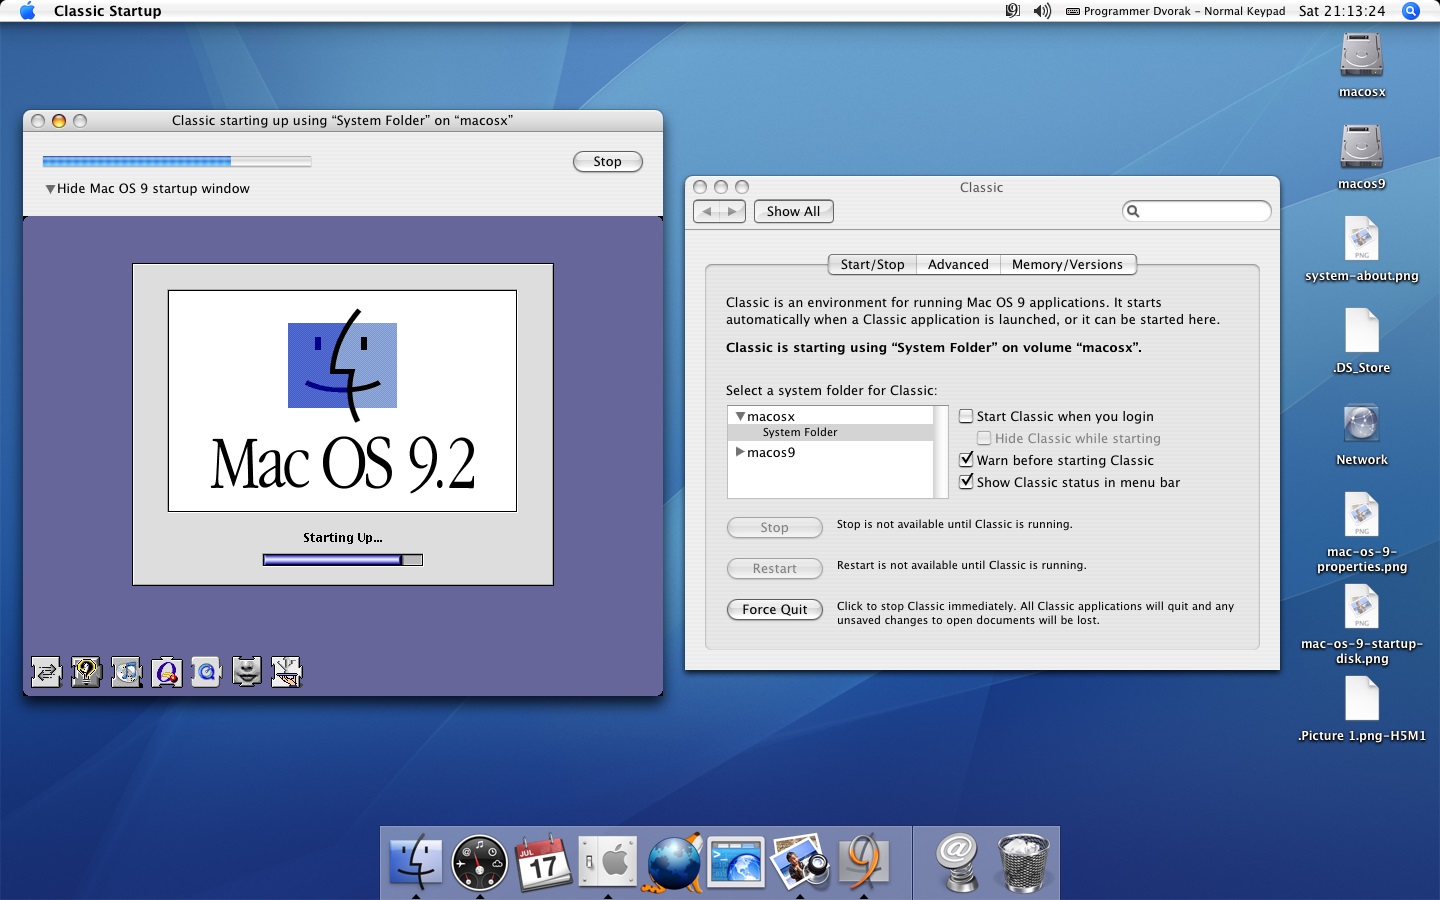 Classic Startup
Programmer Dvorak - Normal Keypad
Sat 21:13:24
Classic starting up using “System Folder” on “macosx”
Stop
Hide Mac OS 9 startup window
Mac OS 9.2
Starting Up...
Classic
Show All
Start/Stop
Advanced
Memory/Versions
Classic is an environment for running Mac OS 9 applications. It starts
automatically when a Classic application is launched, or it can be started here.
Classic is starting using “System Folder” on volume “macosx”.
Select a system folder for Classic:
macosx
System Folder
macos9
Start Classic when you login
Hide Classic while starting
Warn before starting Classic
Show Classic status in menu bar
Stop
Stop is not available until Classic is running.
Restart
Restart is not available until Classic is running.
Force Quit
Click to stop Classic immediately. All Classic applications will quit and any
unsaved changes to open documents will be lost.
macosx
macos9
PNG
system-about.png
.DS_Store
Network
PNG
mac-os-9-
properties.png
PNG
mac-os-9-startup-
disk.png
.Picture 1.png-H5M1
JUL
17
9
@